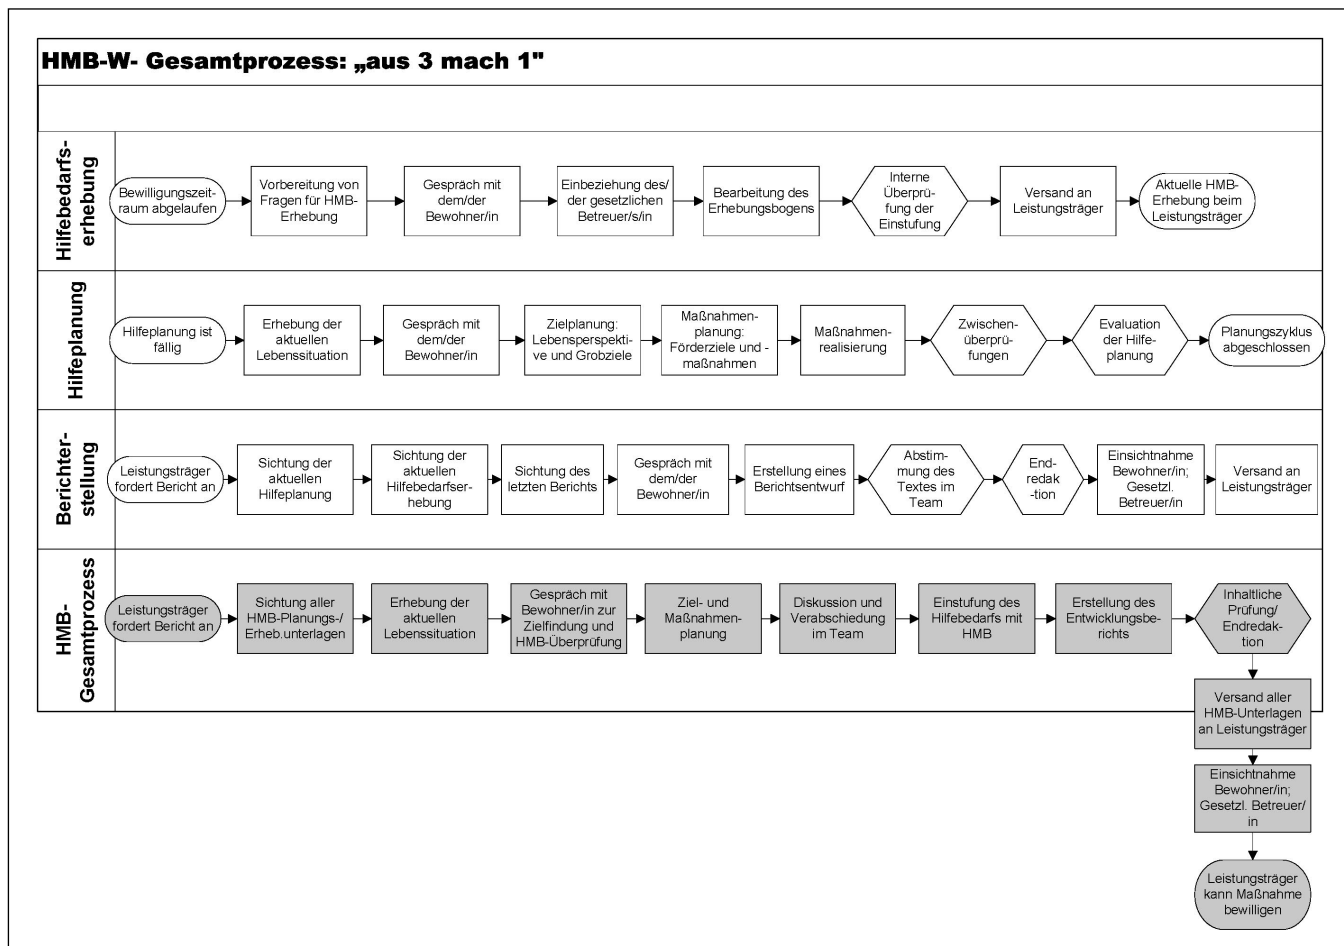 HMB-W- Gesamtprozess: „aus 3 mach 1"
Hilfebedarfs-
erhebung
Bewilligungszeit-
raum abgelaufen
Vorbereitung von
Fragen für HMB-
Erhebung
Gespräch mit
dem/der
Bewohner/in
Einbeziehung des/
der gesetzlichen
Betreuer/s/in
Bearbeitung des
Erhebungsbogens
Interne
Überprü-
fung der
Einstufung
Versand an
Leistungsträger
Aktuelle HMB-
Erhebung beim
Leistungsträger
Hilfeplanung
Hilfeplanung ist
fällig
Erhebung der
aktuellen
Lebenssituation
Gespräch mit
dem/der
Bewohner/in
Zielplanung:
Lebensperspekti-
ve und Grobziele
Maßnahmen-
planung:
Förderziele und -
maßnahmen
Maßnahmen-
realisierung
Zwischen-
überprü-
fungen
Evaluation
der Hilfe-
planung
Planungszyklus
abgeschlossen
Berichter-
stellung
Leistungsträger
fordert Bericht an
Sichtung der
aktuellen
Hilfeplanung
Sichtung der
aktuellen
Hilfebedarfser-
hebung
Sichtung des
letzten Berichts
Gespräch mit
dem/der
Bewohner/in
Erstellung eines
Berichtsentwurf
Abstim-
mung des
Textes im
Team
End-
redak
-tion
Einsichtnahme
Bewohner/in;
Gesetzl.
Betreuer/in
Versand an
Leistungsträger
HMB-
Gesamtprozess
Leistungsträger
fordert Bericht an
Sichtung aller
HMB-Planungs-/
Erheb.unterlagen
Erhebung der
aktuellen
Lebenssituation
Gespräch mit
Bewohner/in zur
Zielfindung und
HMB-Überprüfung
Ziel- und
Maßnahmen-
planung
Diskussion und
Verabschiedung
im Team
Einstufung des
Hilfebedarfs mit
HMB
Erstellung des
Entwicklungsbe-
richts
Inhaltliche
Prüfung/
Endredak-
tion
Versand aller
HMB-Unterlagen
an Leistungsträger
Einsichtnahme
Bewohner/in;
Gesetzl. Betreuer/
in
Leistungsträger
kann Maßnahme
bewilligen